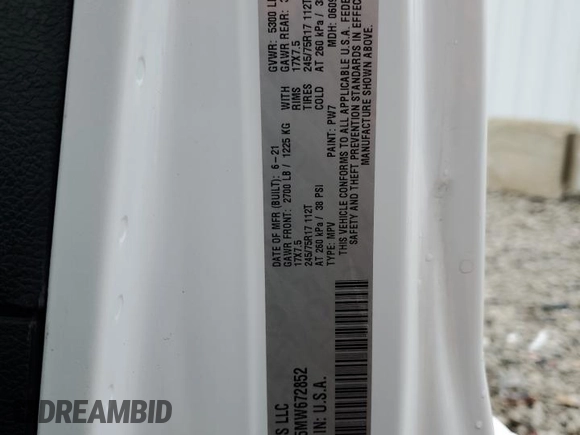 S LLC
5MW672852
IN: U.S.A.
DATE OF MFR (BUILT): 6-21
GVWR: 5300 L
GAWR FRONT: 2700 LB / 1225 KG WITH
17X7.5 RIMS
245/75R17 112T TIRES
AT 260 kPa / 38 PSI COLD
GAWR REAR:
17X7.5
245/75R17 112T
AT 260 kPa / 
TYPE: MPV PAINT: PW7 MDH: 0609
THIS VEHICLE CONFORMS TO ALL APPLICABLE U.S.A. FEDE
SAFETY AND THEFT PREVENTION STANDARDS IN EFFEC
MANUFACTURE SHOWN ABOVE.
DREAMBID